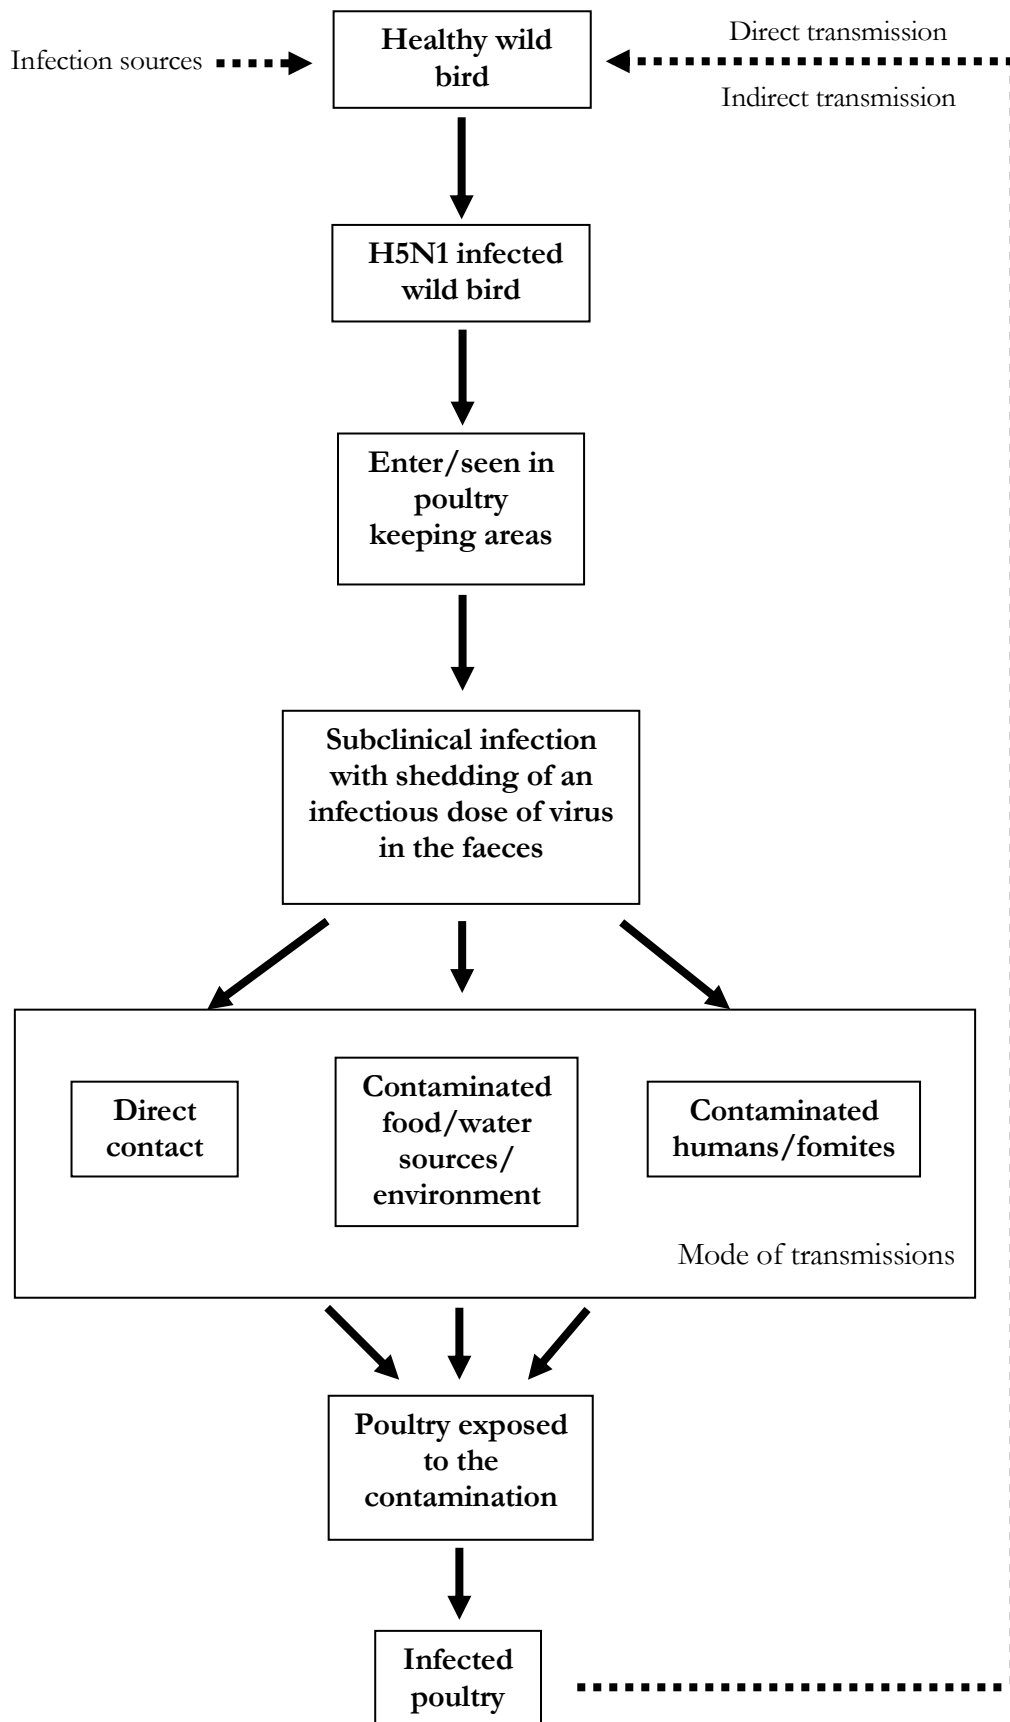 Healthy wild
bird
Infection sources
Direct transmission
Indirect transmission
H5N1 infected
wild bird
Enter/seen in
poultry
keeping areas
Subclinical infection
with shedding of an
infectious dose of virus
in the faeces
Direct
contact
Contaminated
food/water
sources/
environment
Contaminated
humans/fomites
Mode of transmissions
Poultry exposed
to the
contamination
Infected
poultry